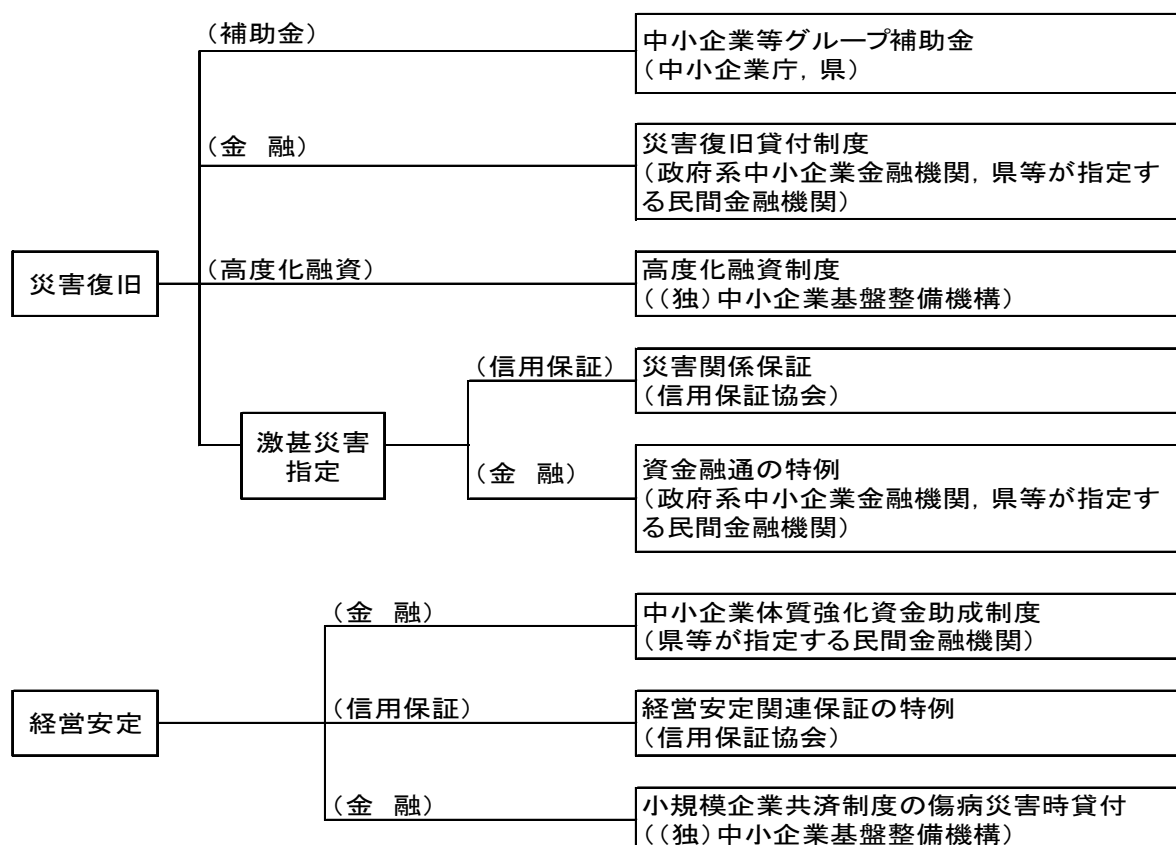 (補助金)
中小企業等グループ補助金
(中小企業庁, 県)
(金 融)
災害復旧貸付制度
(政府系中小企業金融機関, 県等が指定す
る民間金融機関)
災害復旧
(高度化融資)
高度化融資制度
((独)中小企業基盤整備機構)
(信用保証)
災害関係保証
(信用保証協会)
激甚災害
指定
(金 融)
資金融通の特例
(政府系中小企業金融機関, 県等が指定す
る民間金融機関)
(金 融)
中小企業体質強化資金助成制度
(県等が指定する民間金融機関)
経営安定
(信用保証)
経営安定関連保証の特例
(信用保証協会)
(金 融)
小規模企業共済制度の傷病災害時貸付
((独)中小企業基盤整備機構)